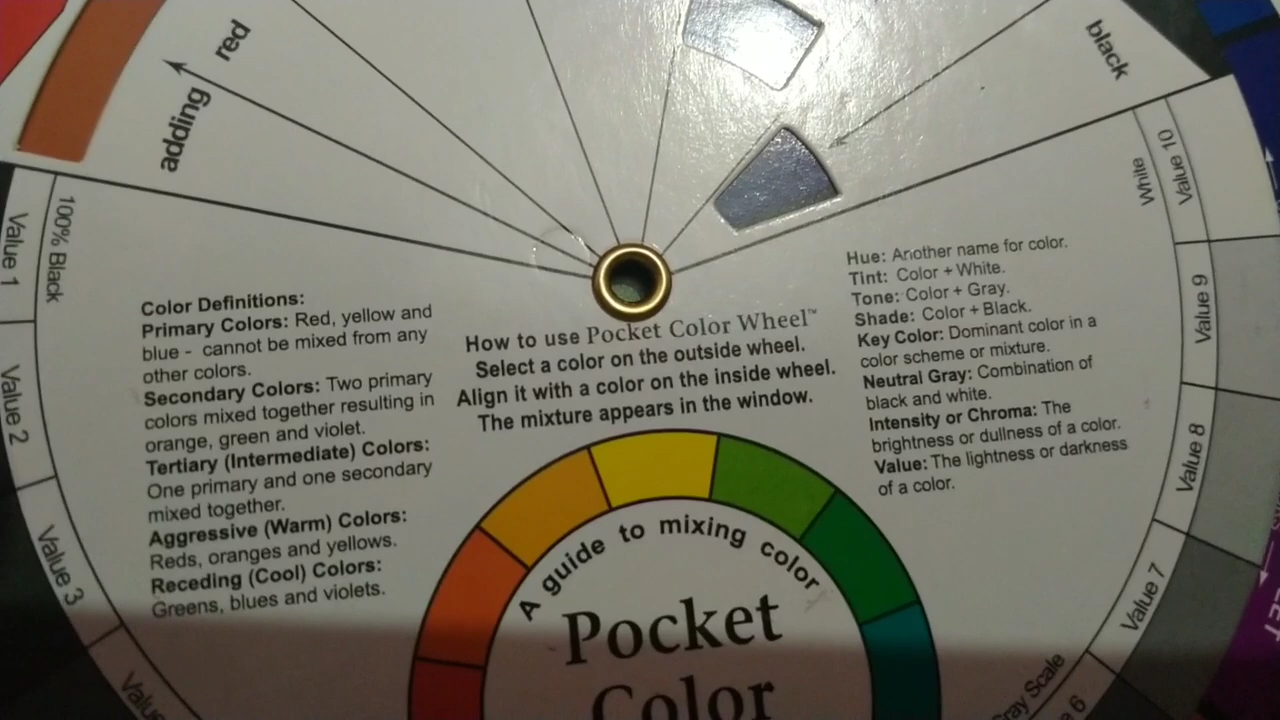 red
adding
black
100% Black
Value 1
Value 2
Value 3
White
Value 10
Value 9
Value 8
Value 7
Color Definitions:
Primary Colors: Red, yellow and
blue - cannot be mixed from any
other colors.
Secondary Colors: Two primary
colors mixed together resulting in
orange, green and violet.
Tertiary (Intermediate) Colors:
One primary and one secondary
mixed together.
Aggressive (Warm) Colors:
Reds, oranges and yellows.
Receding (Cool) Colors:
Greens, blues and violets.
How to use Pocket Color Wheel™
Select a color on the outside wheel.
Align it with a color on the inside wheel.
The mixture appears in the window.
Hue: Another name for color.
Tint: Color + White.
Tone: Color + Gray.
Shade: Color + Black.
Key Color: Dominant color in a
color scheme or mixture.
Neutral Gray: Combination of
black and white.
Intensity or Chroma: The
brightness or dullness of a color.
Value: The lightness or darkness
of a color.
A guide to mixing color
Pocket
Color
Scale
6